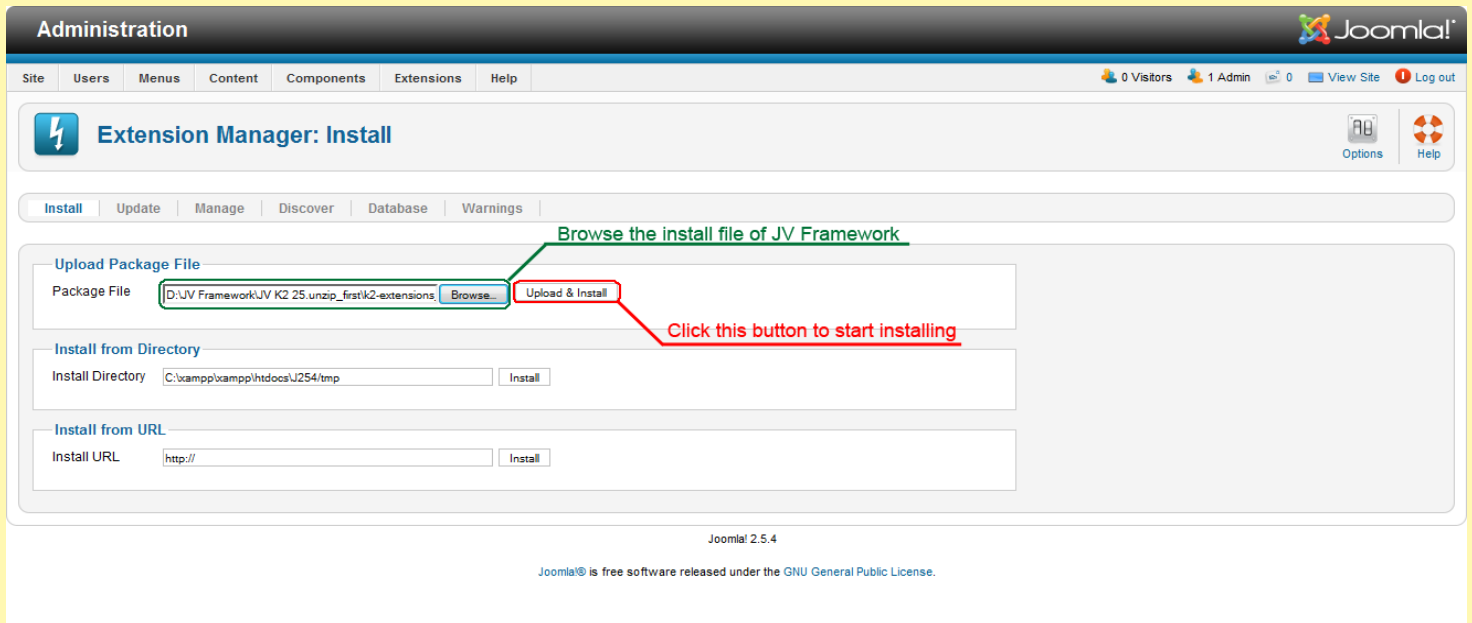 Administration
Joomla!
Site Users Menus Content Components Extensions Help
0 Visitors 1 Admin 0 View Site Log out
Extension Manager: Install
Options
Help
Install Update Manage Discover Database Warnings
Browse the install file of JV Framework
Upload Package File
Package File D:\JV Framework\JV K2 25.unzip_first\k2-extensions_ Browse... Upload & Install
Click this button to start installing
Install from Directory
Install Directory C:\xampp\xampp\htdocs\J254/tmp Install
Install from URL
Install URL http:// Install
Joomla! 2.5.4
Joomla!® is free software released under the GNU General Public License.